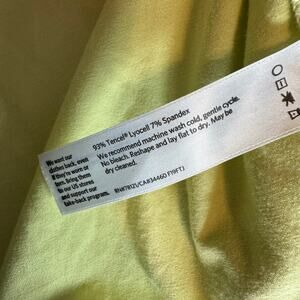 93% Tencel® Lyocell 7% Spandex
We recommend machine wash cold, gentle cycle.
No bleach. Reshape and lay flat to dry. May be
dry cleaned.
We want our
clothes back, even
if they're worn or
torn. Bring them
to our US stores
and support our
take-back program.